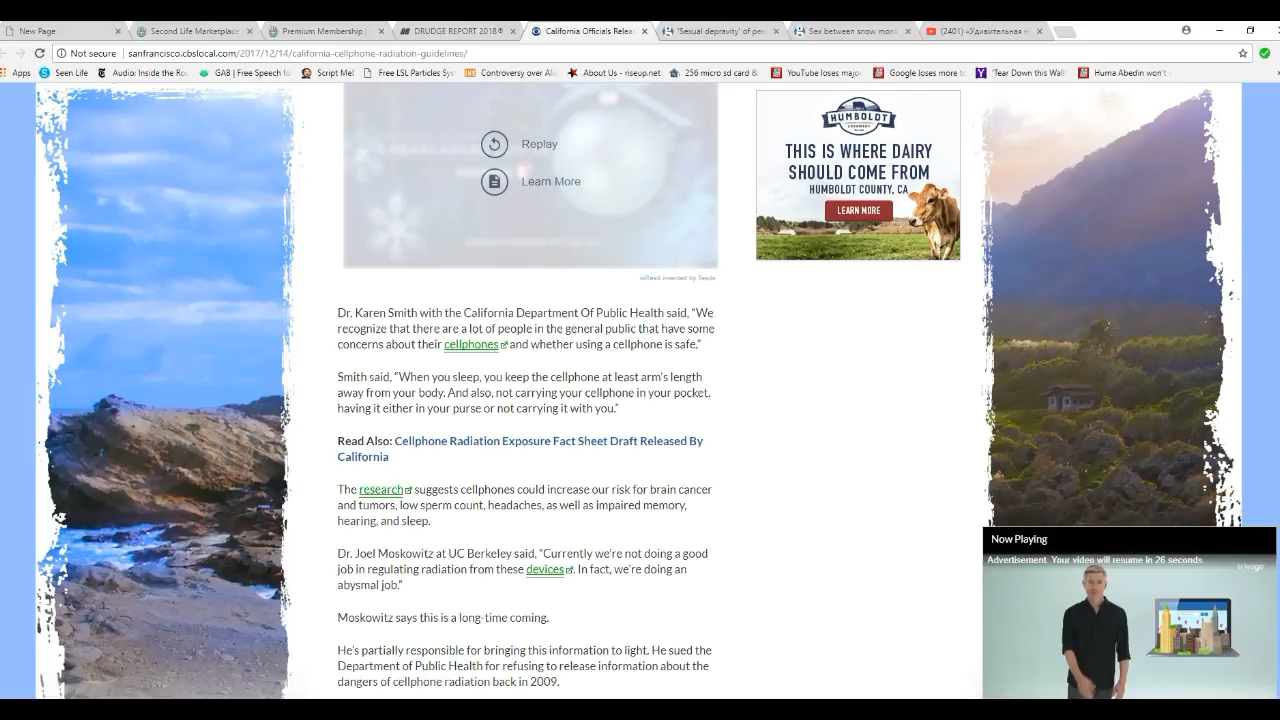 New Page
Second Life Marketplace
Premium Membership |
DRUDGE REPORT 2018®
California Officials Relea
'Sexual depravity' of pen
Sex between snow monk
(2401) «Удивительная
Not secure
sanfrancisco.cbslocal.com/2017/12/14/california-cellphone-radiation-guidelines/
Apps
Seen Life
Audio: Inside the Rou
GAB | Free Speech fo
Script Me!
Free LSL Particles Sys
Controversy over Al
About Us - riseup.net
256 micro sd card &
YouTube loses major
Google loses more t
'Tear Down this Wal
Huma Abedin won't
Replay
Learn More
inRead invented by Teads
HUMBOLDT
CREAMERY
THIS IS WHERE DAIRY
SHOULD COME FROM
HUMBOLDT COUNTY, CA
LEARN MORE
Dr. Karen Smith with the California Department Of Public Health said, “We
recognize that there are a lot of people in the general public that have some
concerns about their cellphones and whether using a cellphone is safe.”
Smith said, “When you sleep, you keep the cellphone at least arm’s length
away from your body. And also, not carrying your cellphone in your pocket,
having it either in your purse or not carrying it with you.”
Read Also: Cellphone Radiation Exposure Fact Sheet Draft Released By
California
The research suggests cellphones could increase our risk for brain cancer
and tumors, low sperm count, headaches, as well as impaired memory,
hearing, and sleep.
Dr. Joel Moskowitz at UC Berkeley said, “Currently we’re not doing a good
job in regulating radiation from these devices. In fact, we’re doing an
abysmal job.”
Moskowitz says this is a long-time coming.
He’s partially responsible for bringing this information to light. He sued the
Department of Public Health for refusing to release information about the
dangers of cellphone radiation back in 2009.
Now Playing
Advertisement: Your video will resume in 26 seconds.
trivago